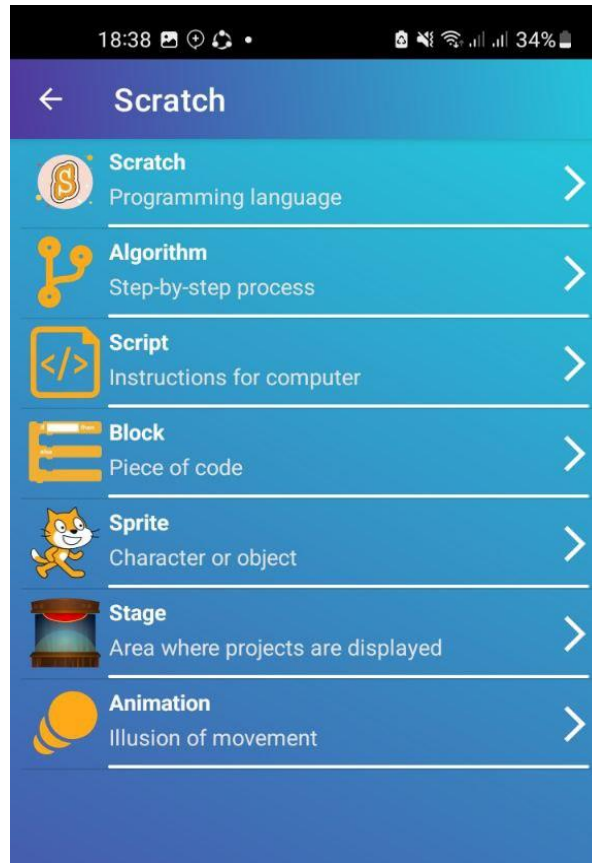 18:38 34%
Scratch
Scratch
Programming language
Algorithm
Step-by-step process
Script
</>
Instructions for computer
Block
Piece of code
Sprite
Character or object
Stage
Area where projects are displayed
Animation
Illusion of movement